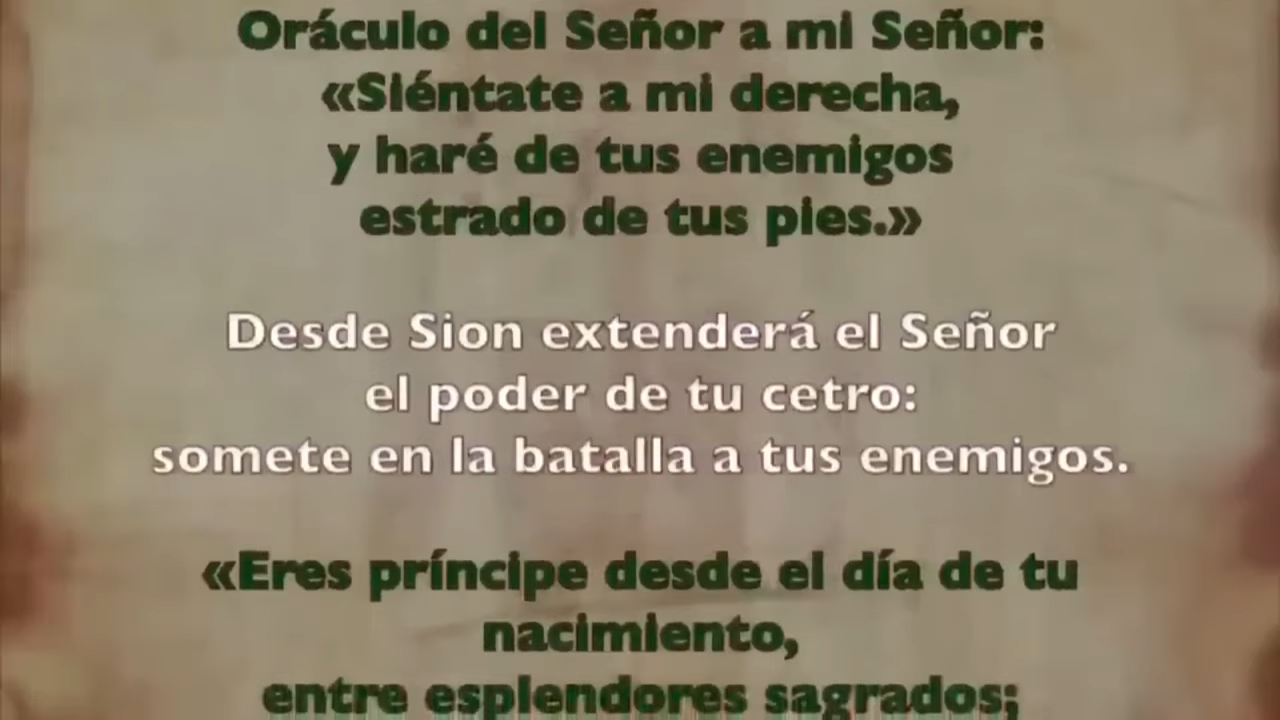 Oráculo del Señor a mi Señor:
«Siéntate a mi derecha,
y haré de tus enemigos
estrado de tus pies.»
Desde Sion extenderá el Señor
el poder de tu cetro:
somete en la batalla a tus enemigos.
«Eres príncipe desde el día de tu
nacimiento,
entre esplendores sagrados;